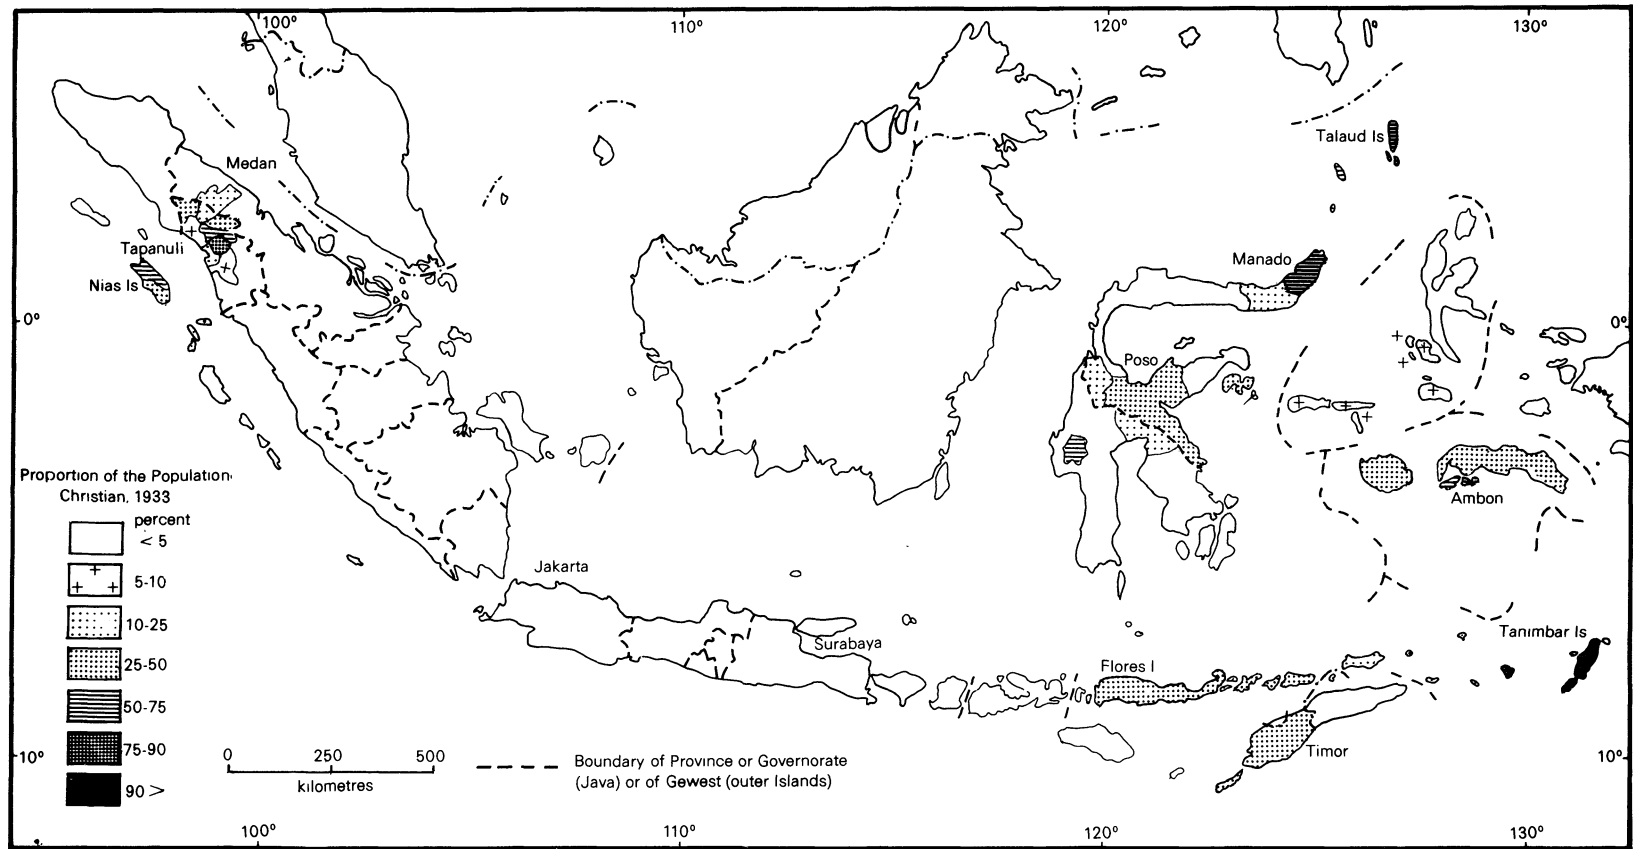 100° 110° 120° 130°
Talaud Is
Medan
Tapanuli
Manado
Nias Is
0° 0°
Poso
Proportion of the Population
Christian, 1933
percent
< 5
5-10
10-25
25-50
50-75
75-90
90 >
Ambon
Jakarta
Surabaya
Flores I
Tanimbar Is
Timor
10° 10°
0 250 500
kilometres
Boundary of Province or Governorate
(Java) or of Gewest (outer Islands)
100° 110° 120° 130°